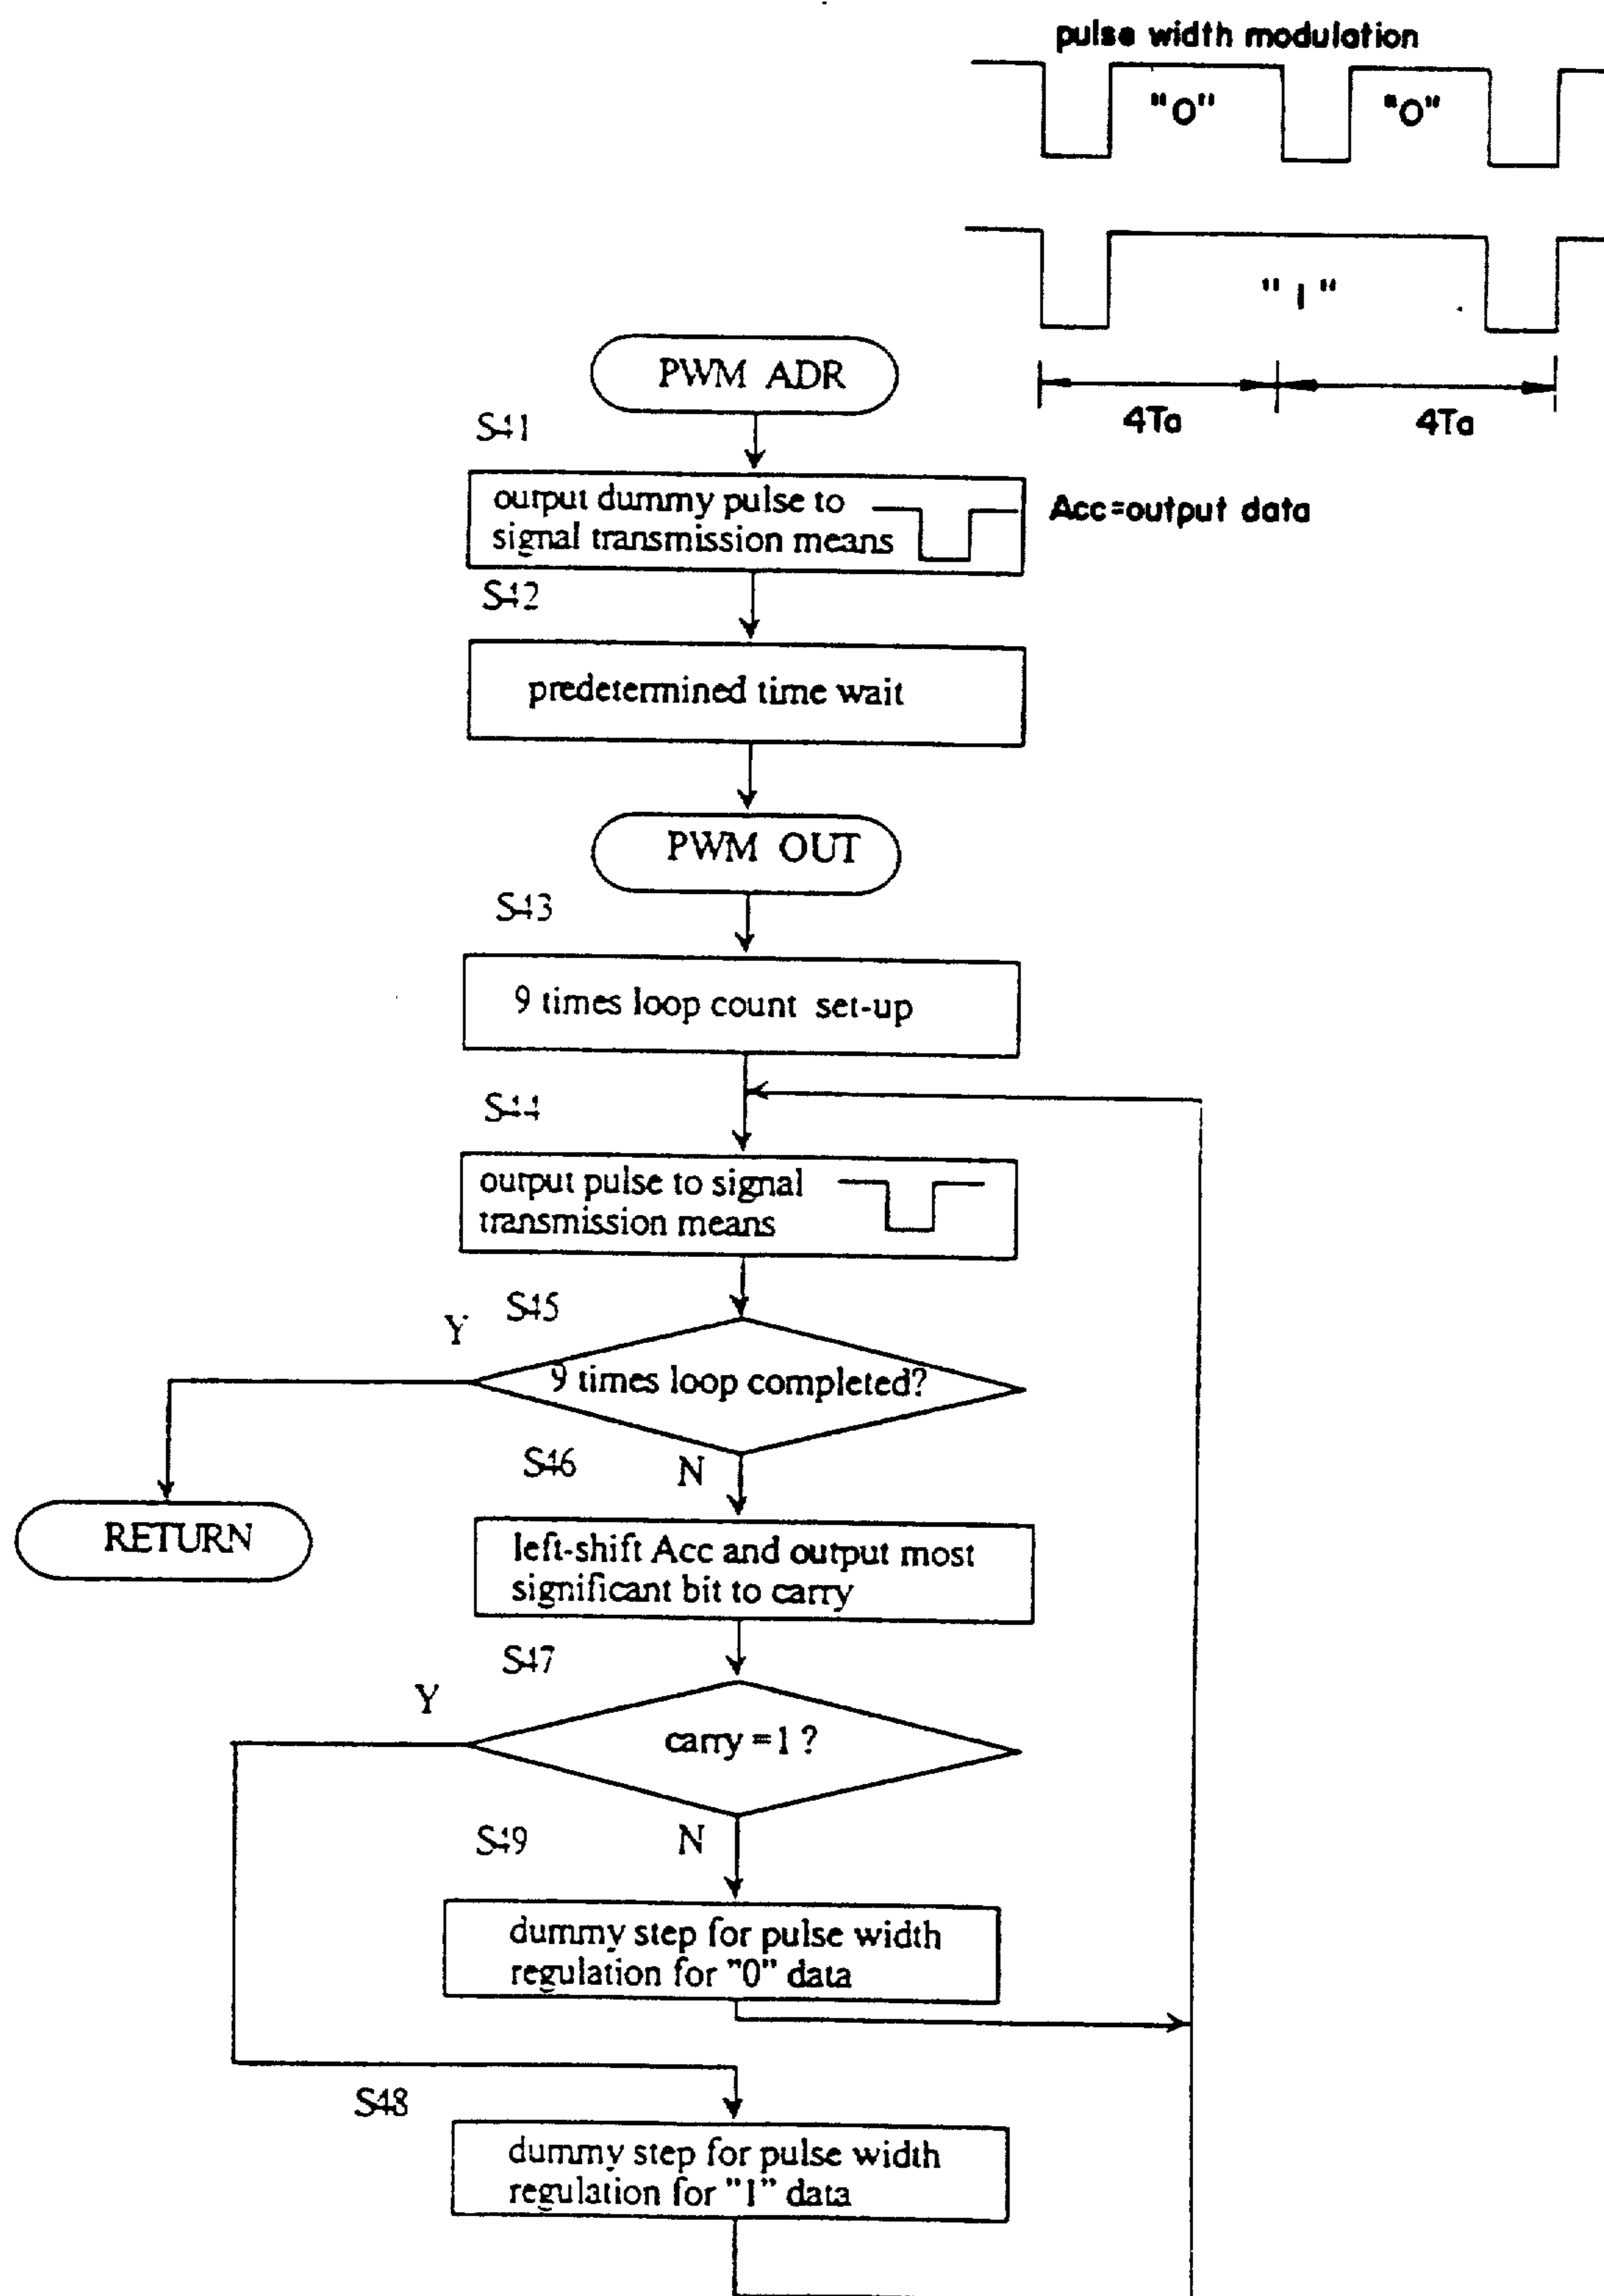 pulse width modulation
"0" "0"
"1"
4Ta 4Ta
PWM ADR
S41
output dummy pulse to
signal transmission means
Acc=output data
S42
predetermined time wait
PWM OUT
S43
9 times loop count set-up
S44
output pulse to signal
transmission means
S45
Y
9 times loop completed?
S46
N
RETURN
left-shift Acc and output most
significant bit to carry
S47
Y
carry = 1 ?
S49
N
dummy step for pulse width
regulation for "0" data
S48
dummy step for pulse width
regulation for "1" data